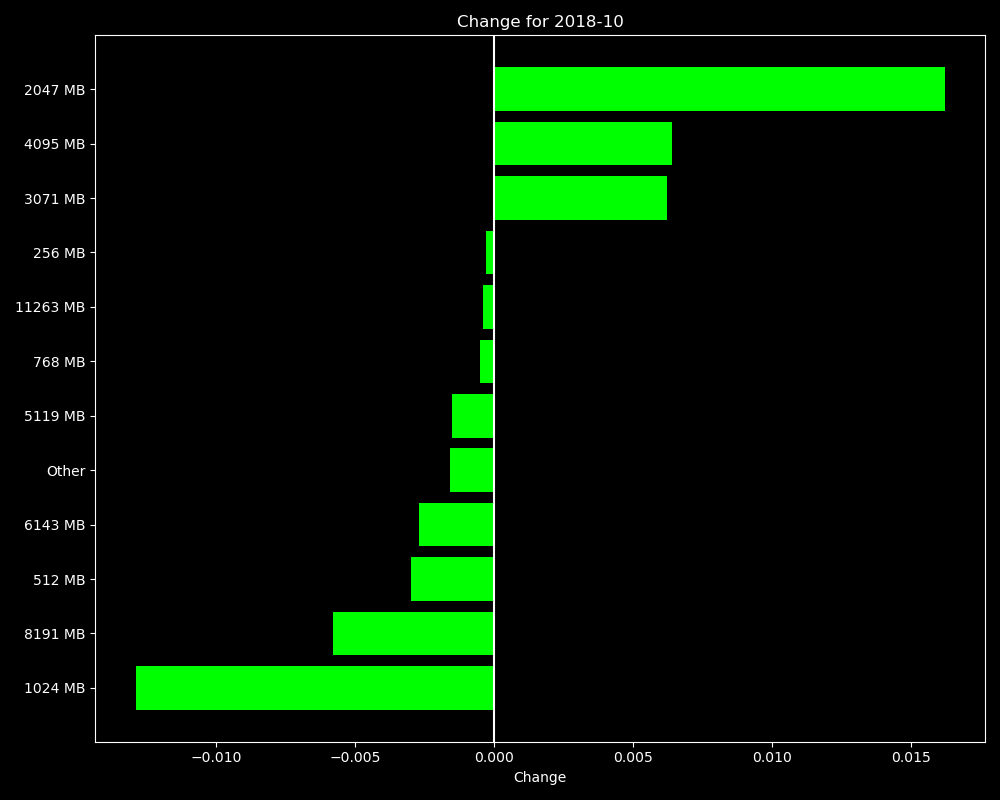 Change for 2018-10
2047 MB
4095 MB
3071 MB
256 MB
11263 MB
768 MB
5119 MB
Other
6143 MB
512 MB
8191 MB
1024 MB
−0.010 −0.005 0.000 0.005 0.010 0.015
Change